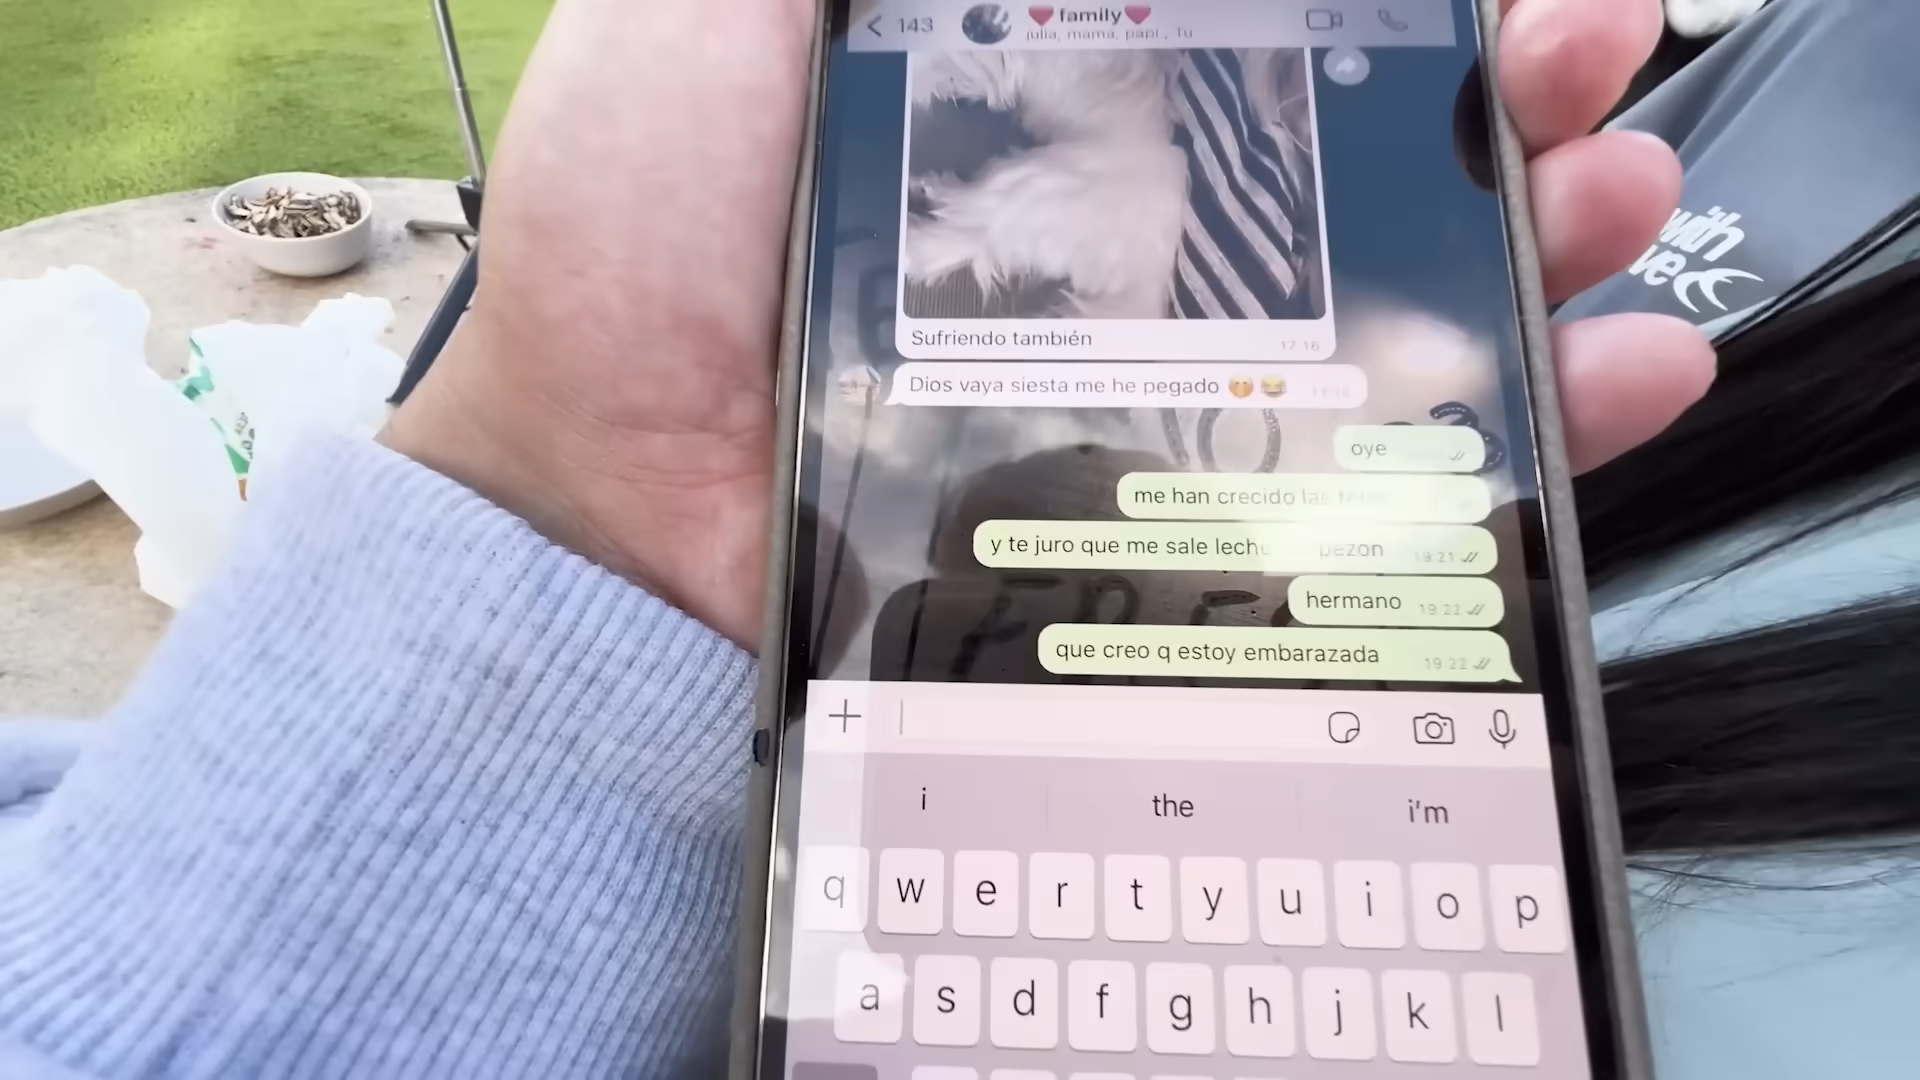 143
❤family❤
julia, mama, papi , Tu
Sufriendo también
17:16
Dios vaya siesta me he pegado 🤭😂
oye
me han crecido las
y te juro que me sale leche pezon
19:21
hermano
19:22
que creo q estoy embarazada
19:22
i the i'm
q w e r t y u i o p
a s d f g h j k l
with